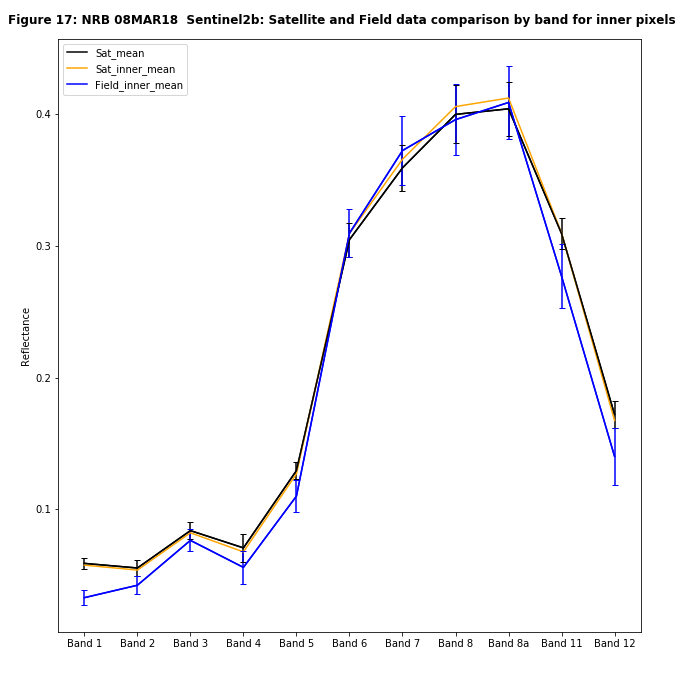 Figure 17: NRB 08MAR18  Sentinel2b: Satellite and Field data comparison by band for inner pixels
Sat_mean
Sat_inner_mean
Field_inner_mean
0.4
0.3
0.2
0.1
Reflectance
Band 1 Band 2 Band 3 Band 4 Band 5 Band 6 Band 7 Band 8 Band 8a Band 11 Band 12